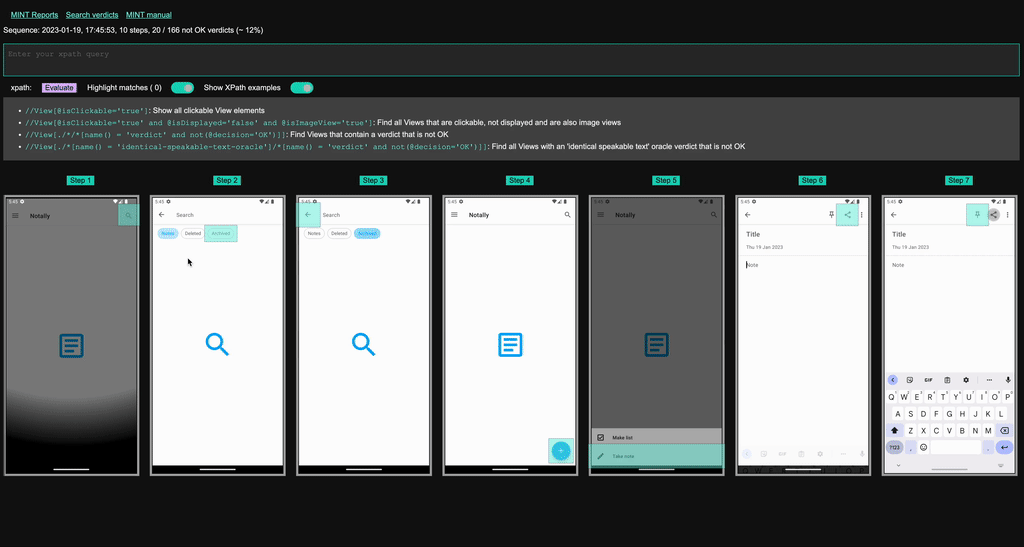 MINT Reports Search verdicts MINT manual
Sequence: 2023-01-19, 17:45:53, 10 steps, 20 / 166 not OK verdicts (~ 12%)
Enter your xpath query
xpath: Evaluate Highlight matches ( 0) Show XPath examples
//View[@isClickable='true']: Show all clickable View elements
//View[@isClickable='true' and @isDisplayed='false' and @isImageView='true']: Find all Views that are clickable, not displayed and are also image views
//View[./*/*[name() = 'verdict' and not(@decision='OK')]]: Find Views that contain a verdict that is not OK
//View[./*[name() = 'identical-speakable-text-oracle']/*[name() = 'verdict' and not(@decision='OK')]]: Find all Views with an 'identical speakable text' oracle verdict that is not OK
Step 1 Step 2 Step 3 Step 4 Step 5 Step 6 Step 7
5:45 5:45 5:45 5:45 5:45 5:45 5:45
Notally Search Search Notally Notally
Notes Deleted Archived Notes Deleted Archived
Title Title
Thu 19 Jan 2023 Thu 19 Jan 2023
Note Note
GIF GIF
Q W E R T Y U I O P
A S D F G H J K L
Z X C V B N M
?123 , .
Make list
Take note